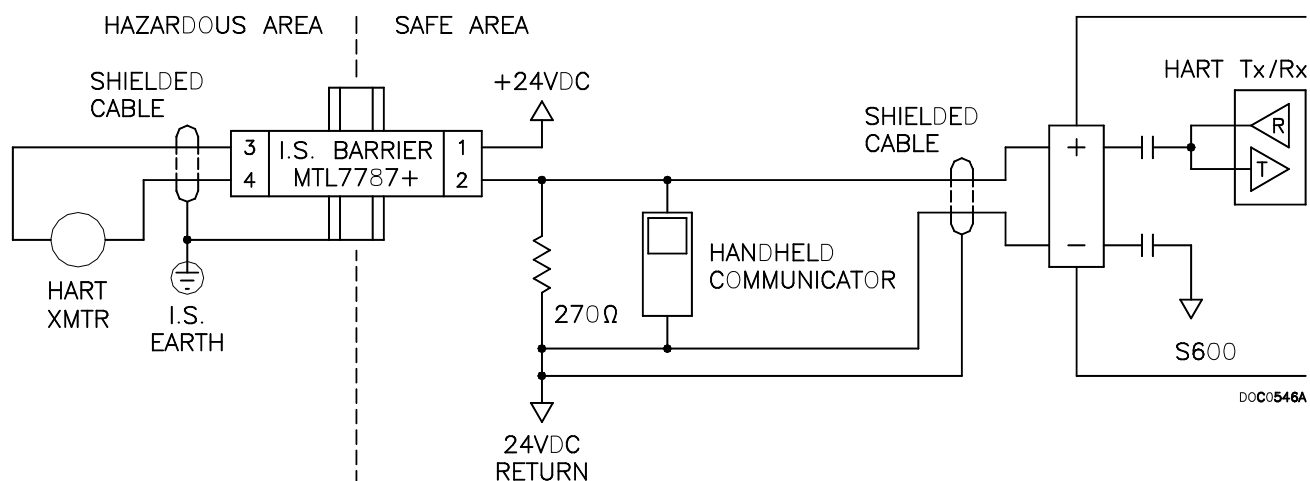 HAZARDOUS AREA
SAFE AREA
SHIELDED
CABLE
+24VDC
SHIELDED
CABLE
HART Tx/Rx
3
I.S. BARRIER
1
4
MTL7787+
2
+
R
T
HART
XMTR
I.S.
EARTH
270Ω
HANDHELD
COMMUNICATOR
−
S600
24VDC
RETURN
DOC0546A